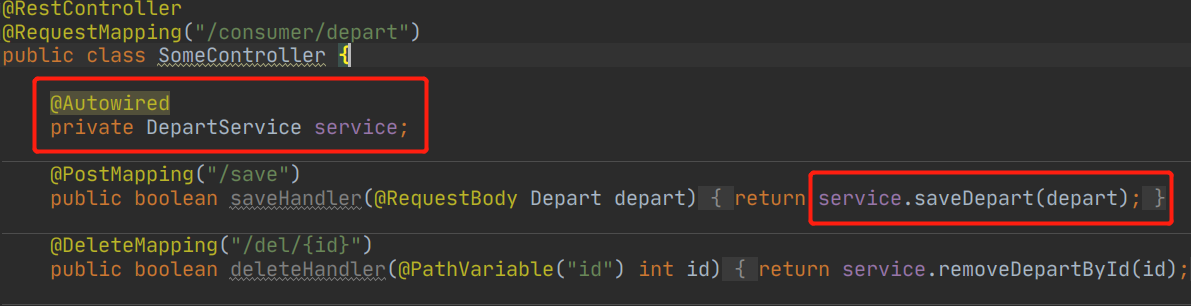 @RestController
@RequestMapping("/consumer/depart")
public class SomeController {
@Autowired
private DepartService service;
@PostMapping("/save")
public boolean saveHandler(@RequestBody Depart depart) { return service.saveDepart(depart); }
@DeleteMapping("/del/{id}")
public boolean deleteHandler(@PathVariable("id") int id) { return service.removeDepartById(id);